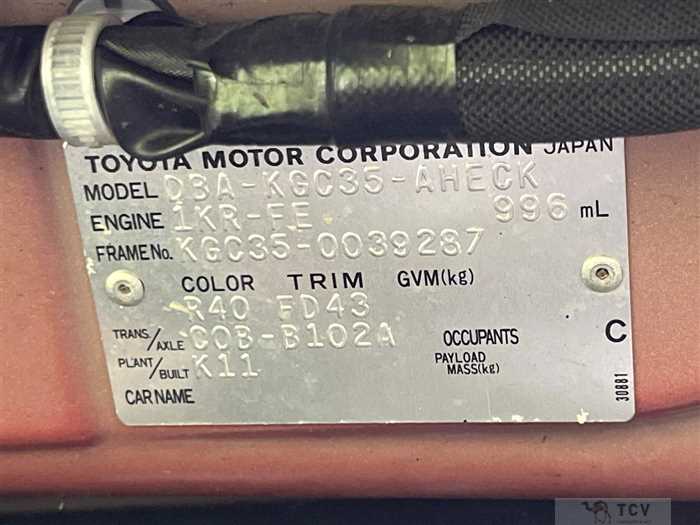 TOYOTA MOTOR CORPORATION JAPAN
MODEL DBA-KGC35-AHECK
ENGINE 1KR-FE 996 mL
FRAME No. KGC35-0039287
COLOR TRIM GVM(kg)
R40 FD43
TRANS./AXLE C0B-B102A OCCUPANTS C
PLANT/BUILT K11 PAYLOAD MASS(kg)
CAR NAME
30881
TCV